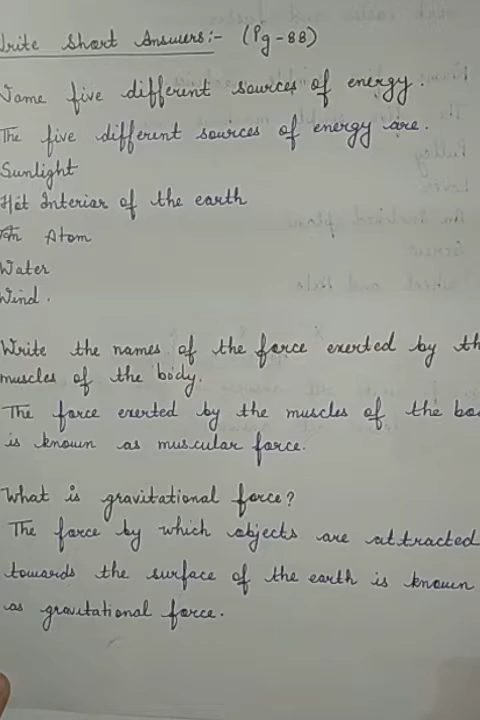 Write Short Answers:- (Pg-88)
Name five different sources of energy.
The five different sources of energy are.
Sunlight
Hot Interior of the earth
An Atom
Water
Wind.
Write the names of the force exerted by th
muscles of the body.
The force exerted by the muscles of the bo
is known as muscular force.
What is gravitational force?
The force by which objects are attracted
towards the surface of the earth is known
as gravitational force.